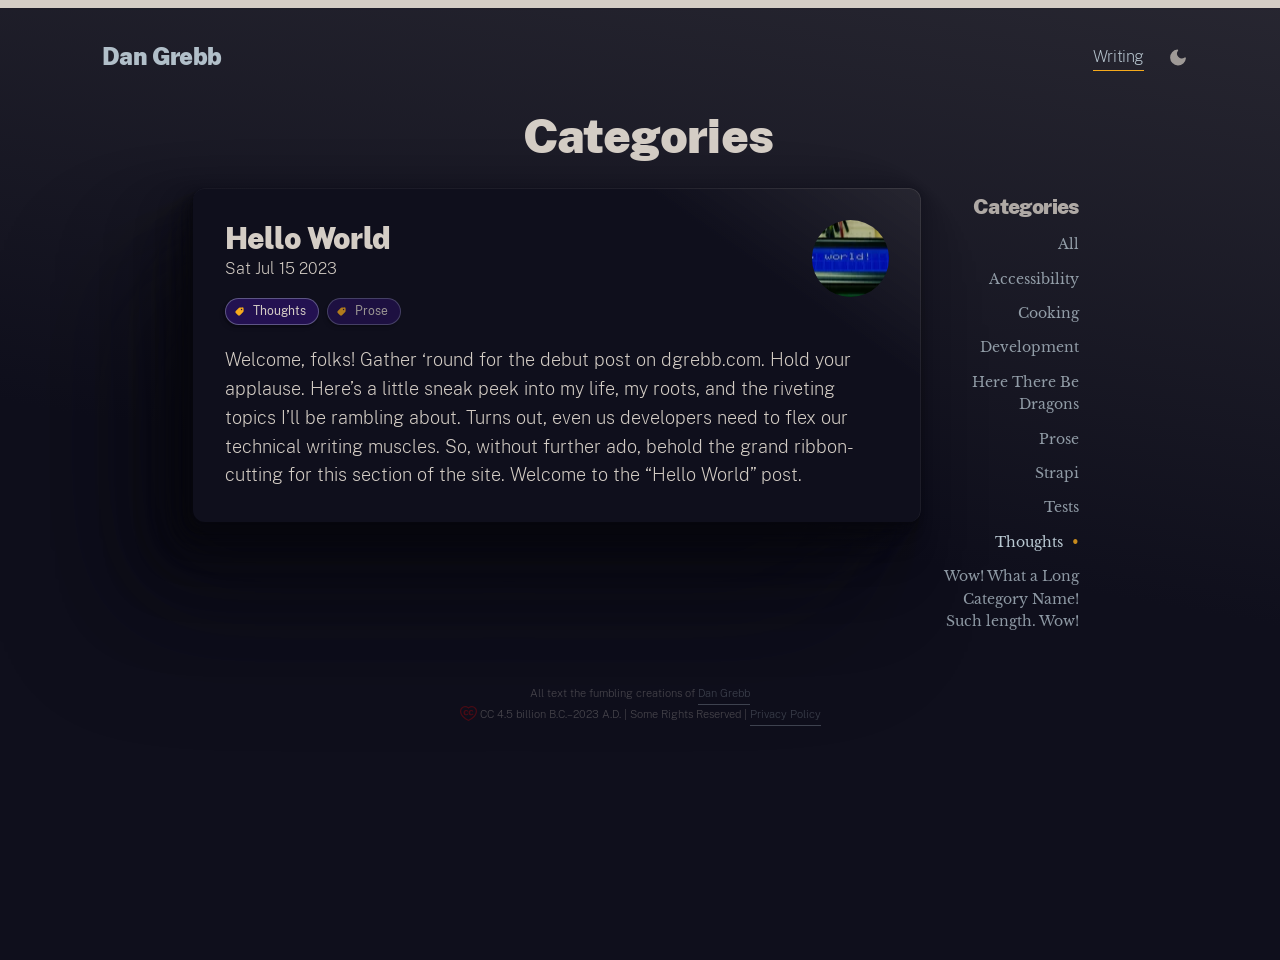 Dan Grebb
Writing
Categories
Hello World
Sat Jul 15 2023
world!
Thoughts
Prose
Welcome, folks! Gather ‘round for the debut post on dgrebb.com. Hold your
applause. Here’s a little sneak peek into my life, my roots, and the riveting
topics I’ll be rambling about. Turns out, even us developers need to flex our
technical writing muscles. So, without further ado, behold the grand ribbon-
cutting for this section of the site. Welcome to the “Hello World” post.
Categories
All
Accessibility
Cooking
Development
Here There Be
Dragons
Prose
Strapi
Tests
Thoughts •
Wow! What a Long
Category Name!
Such length. Wow!
All text the fumbling creations of Dan Grebb
CC 4.5 billion B.C.–2023 A.D. | Some Rights Reserved | Privacy Policy